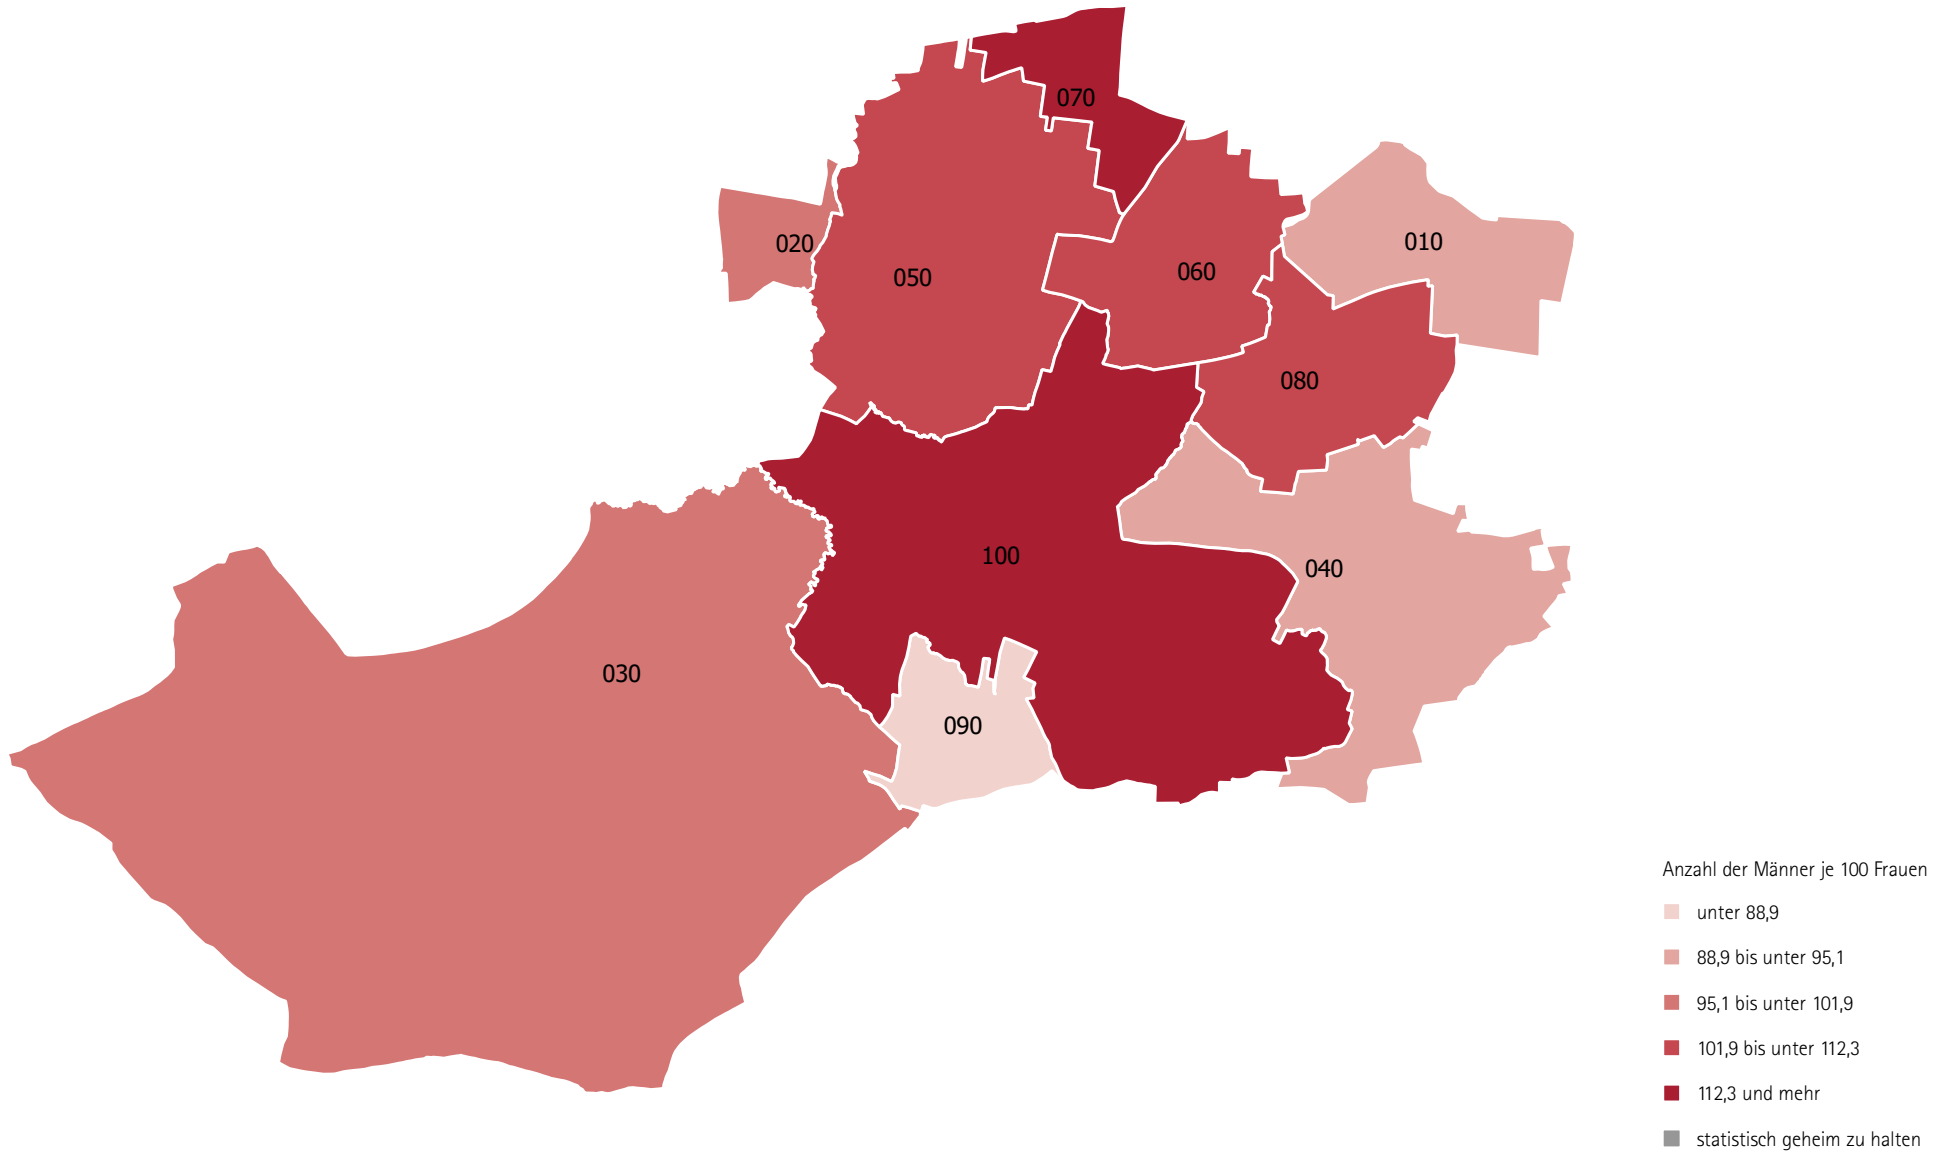 070
020
050
060
010
080
100
040
030
090
Anzahl der Männer je 100 Frauen
unter 88,9
88,9 bis unter 95,1
95,1 bis unter 101,9
101,9 bis unter 112,3
112,3 und mehr
statistisch geheim zu halten